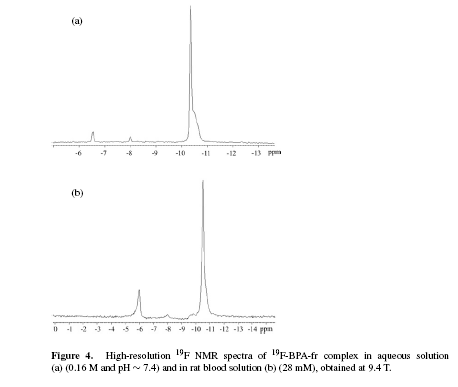 (a)
-6 -7 -8 -9 -10 -11 -12 -13 ppm
(b)
0 -1 -2 -3 -4 -5 -6 -7 -8 -9 -10 -11 -12 -13 -14 ppm
Figure 4. High-resolution ¹⁹F NMR spectra of ¹⁹F-BPA-fr complex in aqueous solution
(a) (0.16 M and pH ∼ 7.4) and in rat blood solution (b) (28 mM), obtained at 9.4 T.